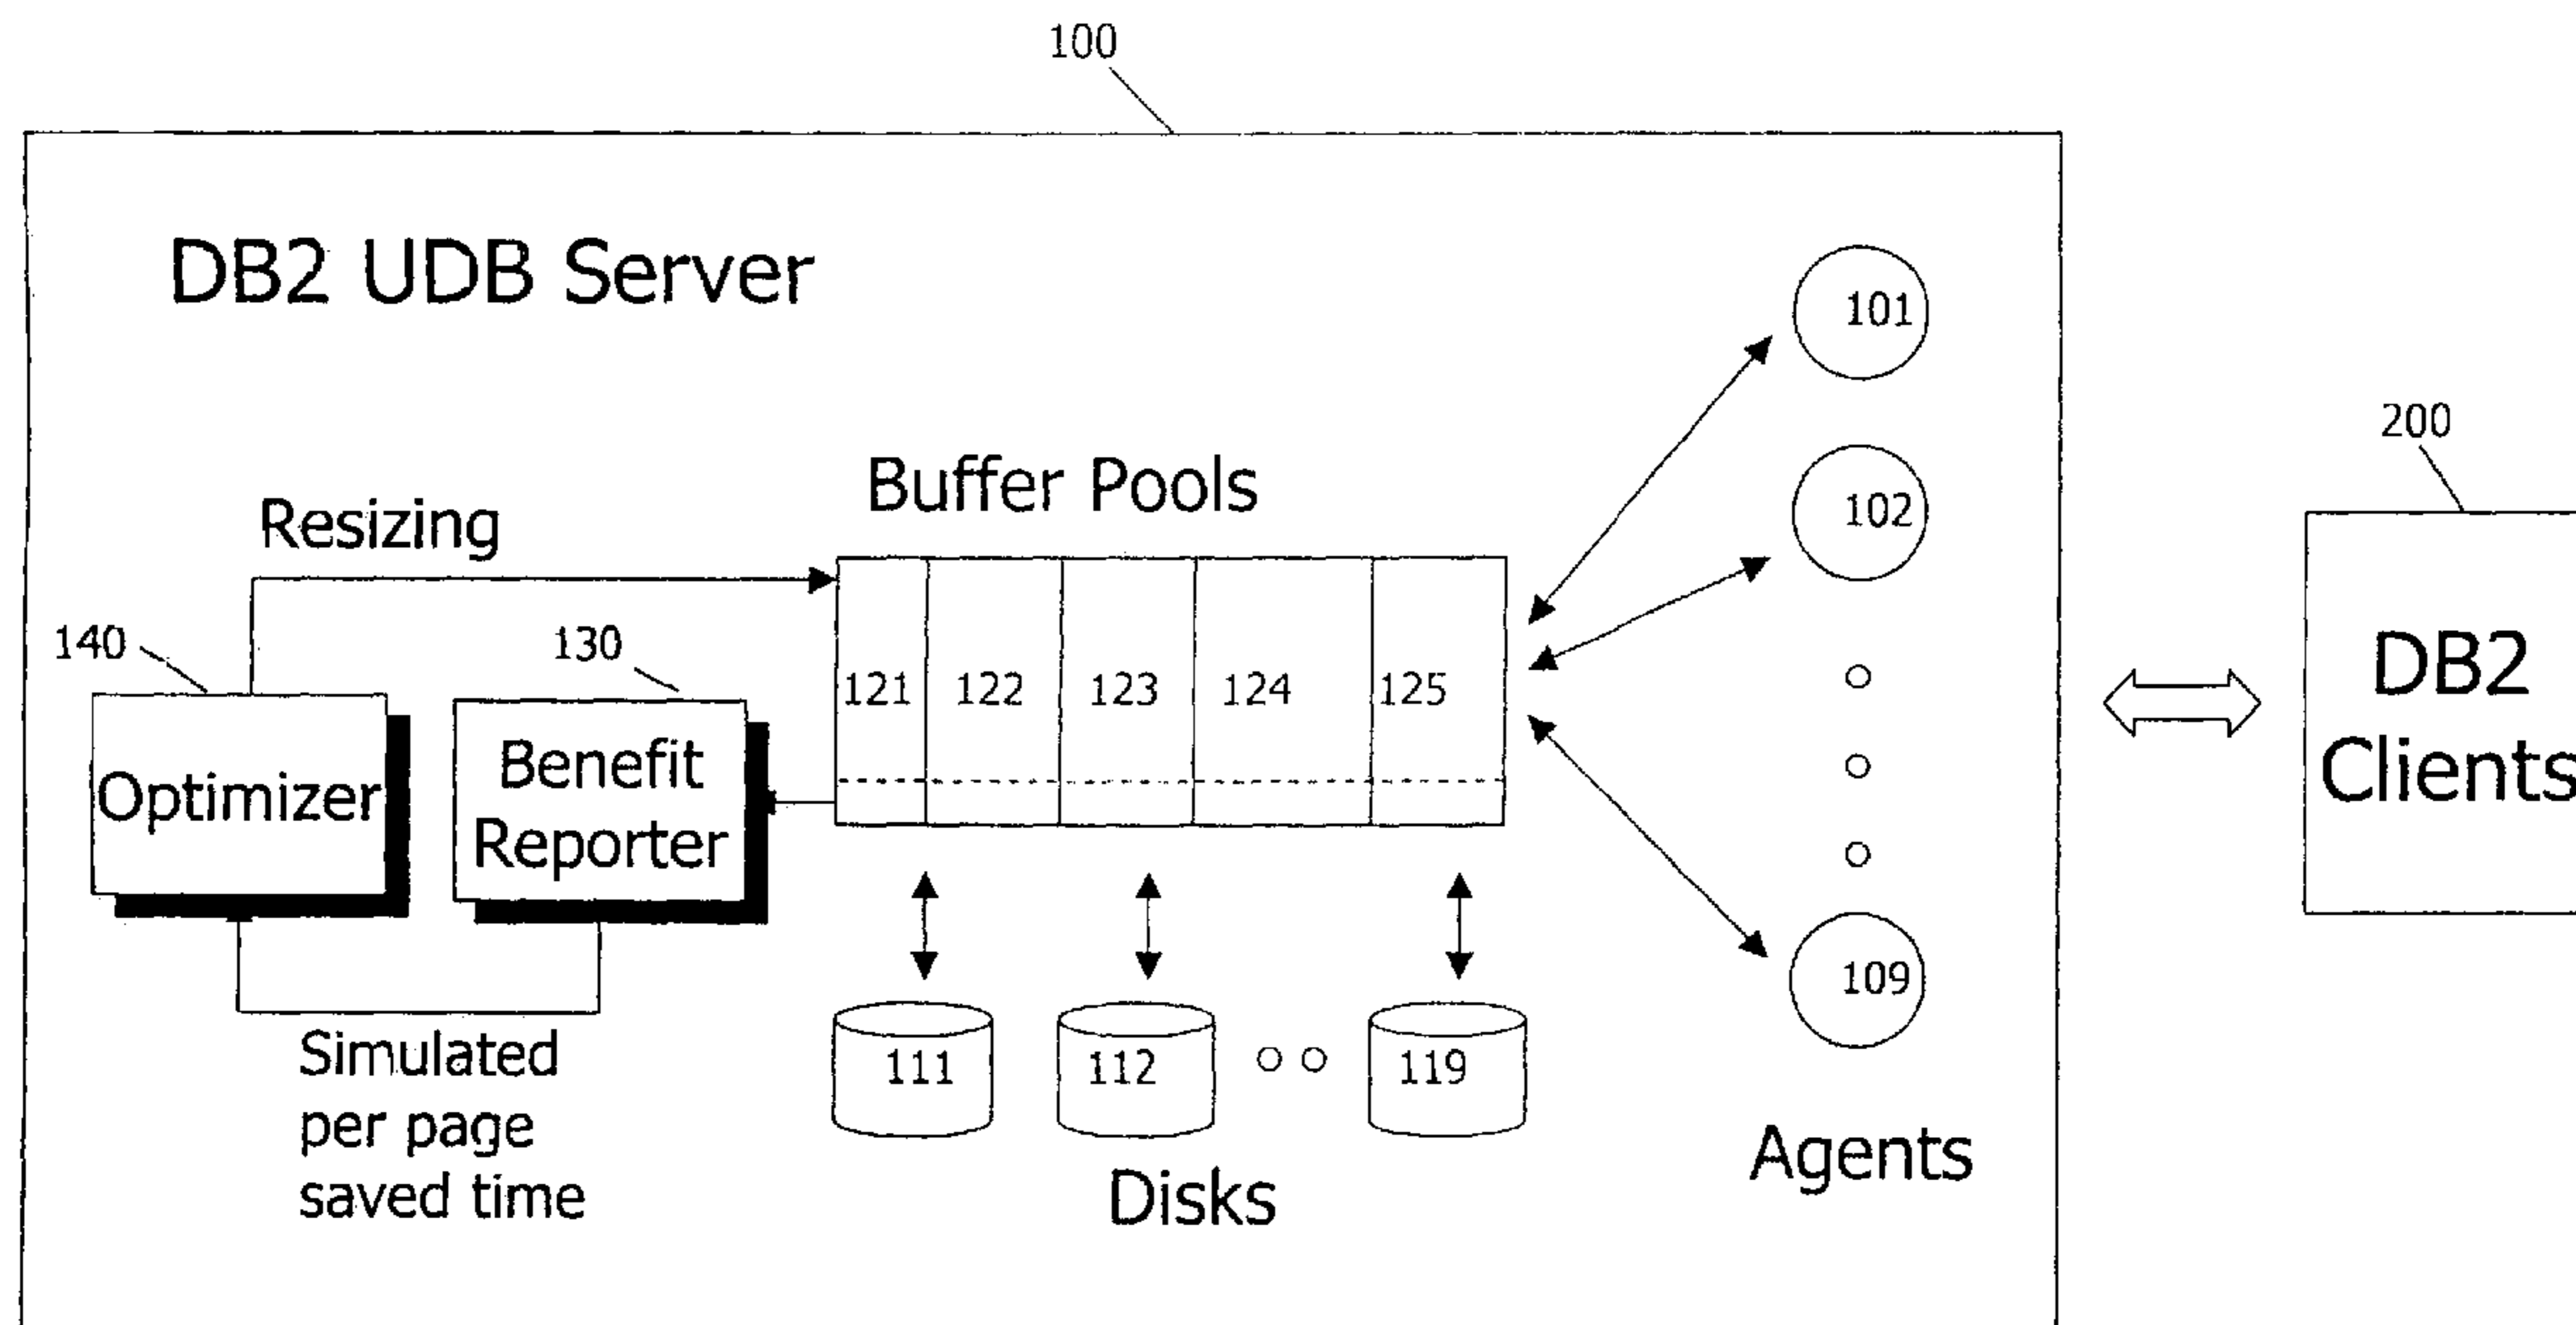 100
DB2 UDB Server
101
200
Buffer Pools
102
Resizing
140
130
121 122 123 124 125
DB2
Clients
Optimizer
Benefit
Reporter
109
Simulated
per page
saved time
111 112 119
Disks
Agents